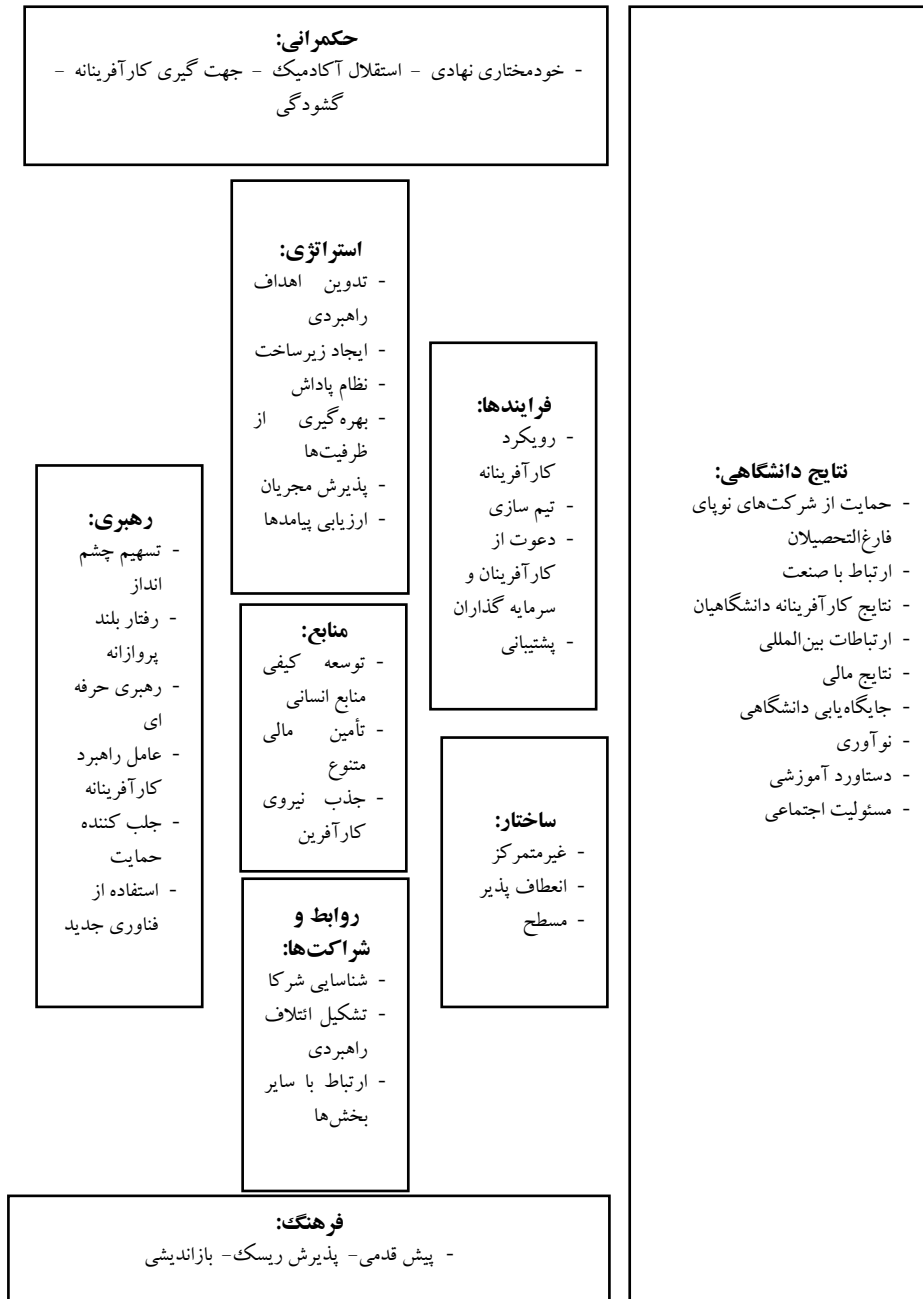 حکمرانی:
- خودمختاری نهادی – استقلال آکادمیک – جهت گیری کارآفرینانه –
گشودگی
استراتژی:
- تدوین اهداف
راهبردی
- ایجاد زیرساخت
- نظام پاداش
- بهره‌گیری از
ظرفیت‌ها
- پذیرش مجریان
- ارزیابی پیامدها
فرایندها:
- رویکرد
کارآفرینانه
- تیم سازی
- دعوت از
کارآفرینان و
سرمایه گذاران
- پشتیبانی
نتایج دانشگاهی:
- حمایت از شرکت‌های نوپای
فارغ‌التحصیلان
- ارتباط با صنعت
- نتایج کارآفرینانه دانشگاهیان
- ارتباطات بین‌المللی
- نتایج مالی
- جایگاه‌یابی دانشگاهی
- نوآوری
- دستاورد آموزشی
- مسئولیت اجتماعی
رهبری:
- تسهیم چشم
انداز
- رفتار بلند
پروازانه
- رهبری حرفه
ای
- عامل راهبرد
کارآفرینانه
- جلب کننده
حمایت
- استفاده از
فناوری جدید
منابع:
- توسعه کیفی
منابع انسانی
- تأمین مالی
متنوع
- جذب نیروی
کارآفرین
ساختار:
- غیرمتمرکز
- انعطاف پذیر
- مسطح
روابط و
شراکت‌ها:
- شناسایی شرکا
- تشکیل ائتلاف
راهبردی
- ارتباط با سایر
بخش‌ها
فرهنگ:
- پیش قدمی– پذیرش ریسک– بازاندیشی